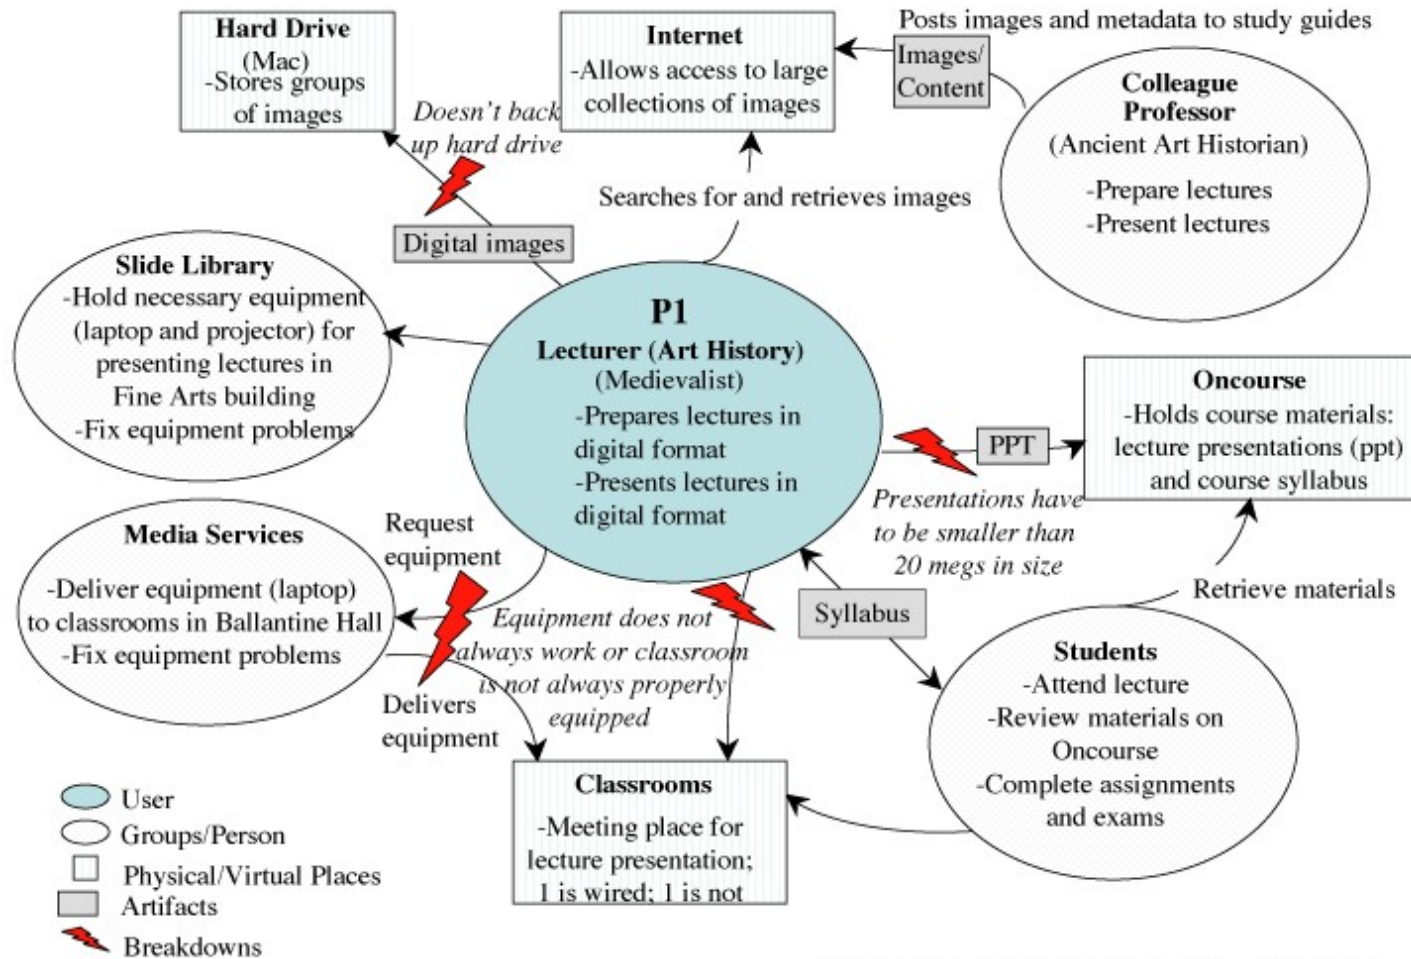 Hard Drive
(Mac)
-Stores groups
of images
Internet
-Allows access to large
collections of images
Posts images and metadata to study guides
Images/
Content
Colleague
Professor
(Ancient Art Historian)
-Prepare lectures
-Present lectures
Doesn't back
up hard drive
Digital images
Searches for and retrieves images
Slide Library
-Hold necessary equipment
(laptop and projector) for
presenting lectures in
Fine Arts building
-Fix equipment problems
P1
Lecturer (Art History)
(Medievalist)
-Prepares lectures in
digital format
-Presents lectures in
digital format
Oncourse
-Holds course materials:
lecture presentations (ppt)
and course syllabus
PPT
Presentations have
to be smaller than
20 megs in size
Media Services
-Deliver equipment (laptop)
to classrooms in Ballantine Hall
-Fix equipment problems
Request
equipment
Equipment does not
always work or classroom
is not always properly
equipped
Delivers
equipment
Syllabus
Retrieve materials
Students
-Attend lecture
-Review materials on
Oncourse
-Complete assignments
and exams
Classrooms
-Meeting place for
lecture presentation;
1 is wired; 1 is not
User
Groups/Person
Physical/Virtual Places
Artifacts
Breakdowns